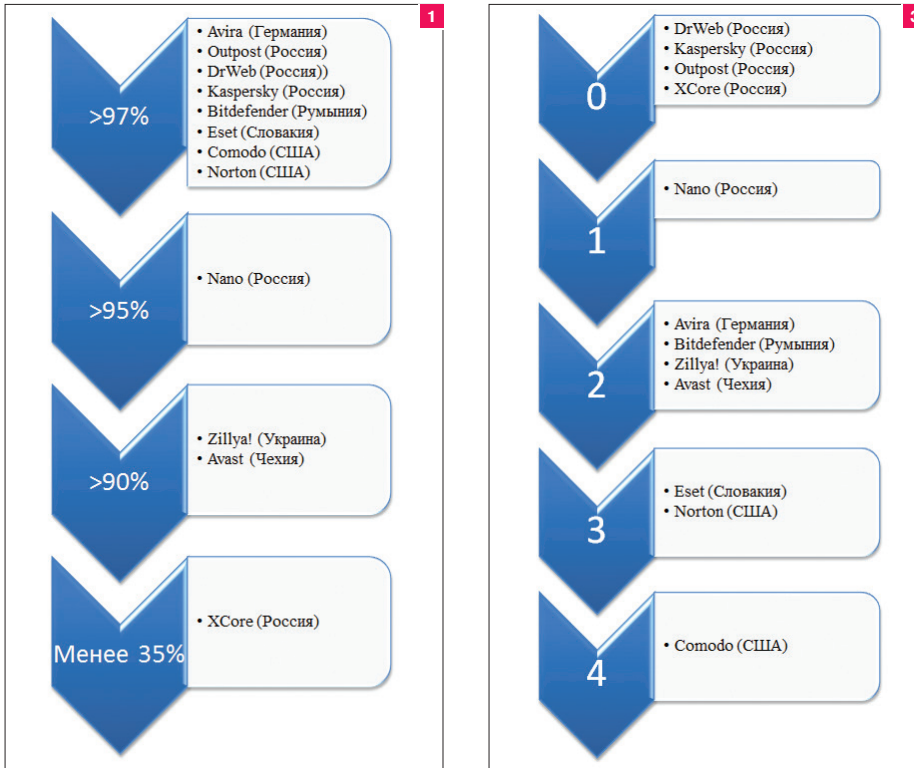 1
>97%
• Avira (Германия)
• Outpost (Россия)
• DrWeb (Россия))
• Kaspersky (Россия)
• Bitdefender (Румыния)
• Eset (Словакия)
• Comodo (США)
• Norton (США)
>95%
• Nano (Россия)
>90%
• Zillya! (Украина)
• Avast (Чехия)
Менее 35%
• XCore (Россия)
3
0
• DrWeb (Россия)
• Kaspersky (Россия)
• Outpost (Россия)
• XCore (Россия)
1
• Nano (Россия)
2
• Avira (Германия)
• Bitdefender (Румыния)
• Zillya! (Украина)
• Avast (Чехия)
3
• Eset (Словакия)
• Norton (США)
4
• Comodo (США)